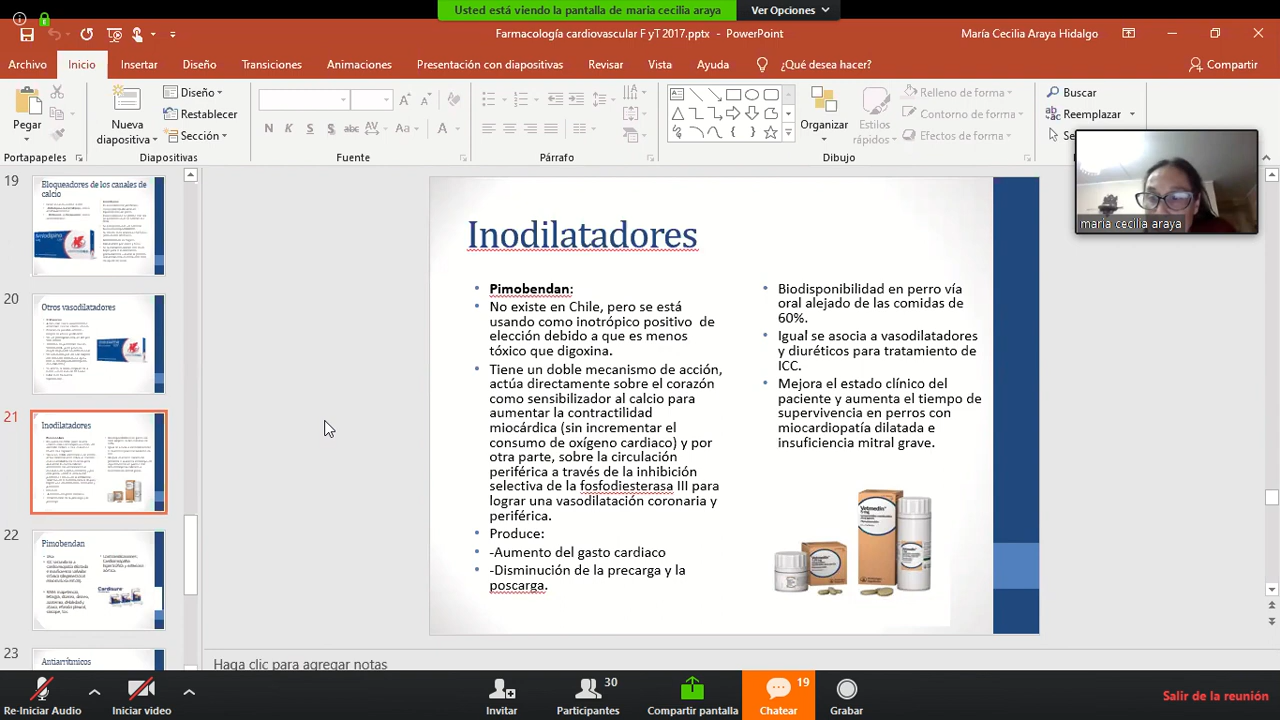 Usted está viendo la pantalla de maria cecilia araya
Ver Opciones
Farmacología cardiovascular F yT 2017.pptx - PowerPoint
María Cecilia Araya Hidalgo
Archivo
Inicio
Insertar
Diseño
Transiciones
Animaciones
Presentación con diapositivas
Revisar
Vista
Ayuda
¿Qué desea hacer?
Compartir
Pegar
Nueva
diapositiva
Diseño
Restablecer
Sección
Organizar
Estilos
rápidos
Relleno de forma
Contorno de forma
Efectos de forma
Buscar
Reemplazar
Portapapeles
Diapositivas
Fuente
Párrafo
Dibujo
maria cecilia araya
19
Bloqueadores de los canales de
calcio
20
Otros vasodilatadores
21
Inodilatadores
22
Pimobendan
23
Antiarrítmicos
Inodilatadores
Pimobendan:
No existe en Chile, pero se está
usando como inotrópico positivo de
elección debido a que es menos
tóxico que digoxina.
Tiene un doble mecanismo de acción,
actúa directamente sobre el corazón
como sensibilizador al calcio para
aumentar la contractilidad
miocárdica (sin incrementar el
consumo de oxígeno cardiaco) y por
otra parte, sobre la circulación
periférica a través de la inhibición
selectiva de la fosfodiesterasa III para
lograr una vasodilatación coronaria y
periférica.
Produce:
-Aumento del gasto cardiaco
-Disminución de la precarga y la
poscarga.
Biodisponibilidad en perro vía
oral alejado de las comidas de
60%.
Igual se asocia a vasodilatadores
y diuréticos para tratamiento de
ICC.
Mejora el estado clínico del
paciente y aumenta el tiempo de
supervivencia en perros con
miocardiopatía dilatada e
insuficiencia mitral grave.
Vetmedin
Haga clic para agregar notas
Re-Iniciar Audio
Iniciar video
Invitar
30
Participantes
Compartir pantalla
19
Chatear
Grabar
Salir de la reunión